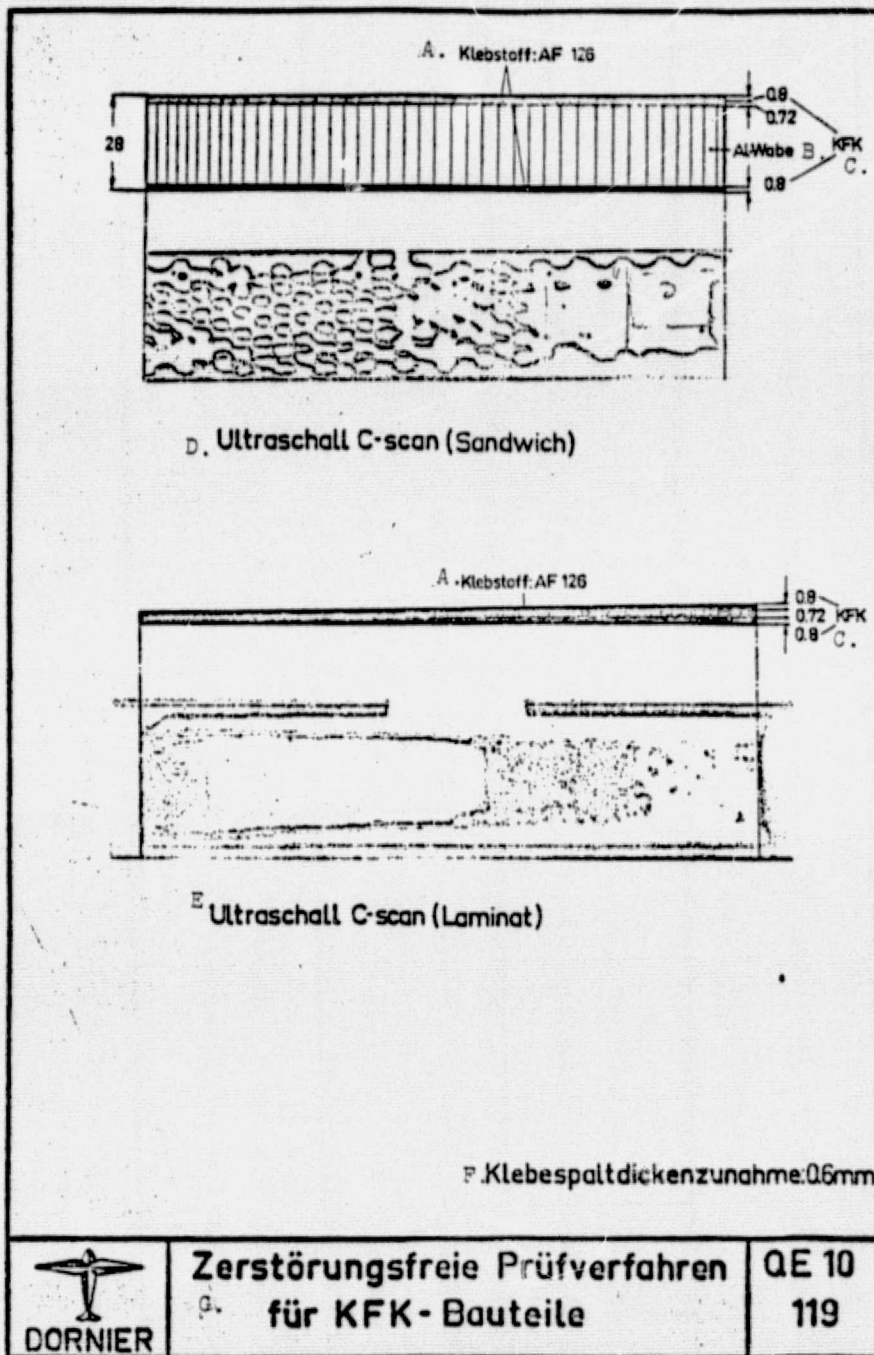 A. Klebstoff: AF 126
0.8
0.72
28
Al-Wabe B. KFK
C.
0.8
D. Ultraschall C-scan (Sandwich)
A. Klebstoff: AF 126
0.8
0.72 KFK
0.8 C.
E Ultraschall C-scan (Laminat)
F. Klebespaltdickenzunahme: 0.6mm
Zerstörungsfreie Prüfverfahren
G. für KFK - Bauteile
QE 10
119
DORNIER